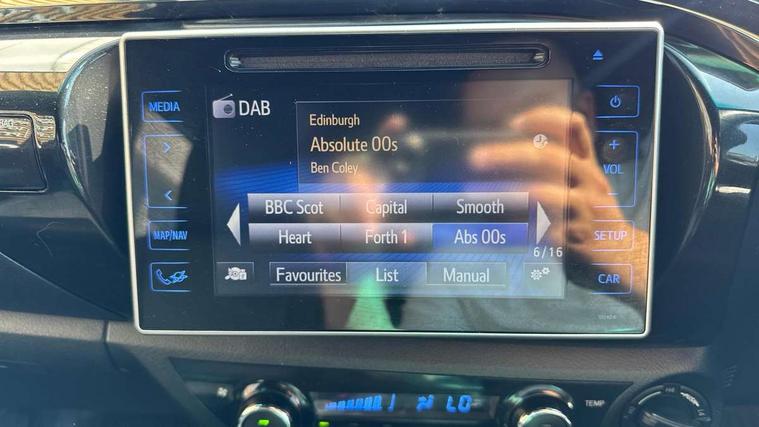 MEDIA
DAB
Edinburgh
Absolute 00s
Ben Coley
+
VOL
-
BBC Scot Capital Smooth
MAP/NAV
Heart Forth 1 Abs 00s
SETUP
6/16
Favourites List Manual
CAR
LO
TEMP